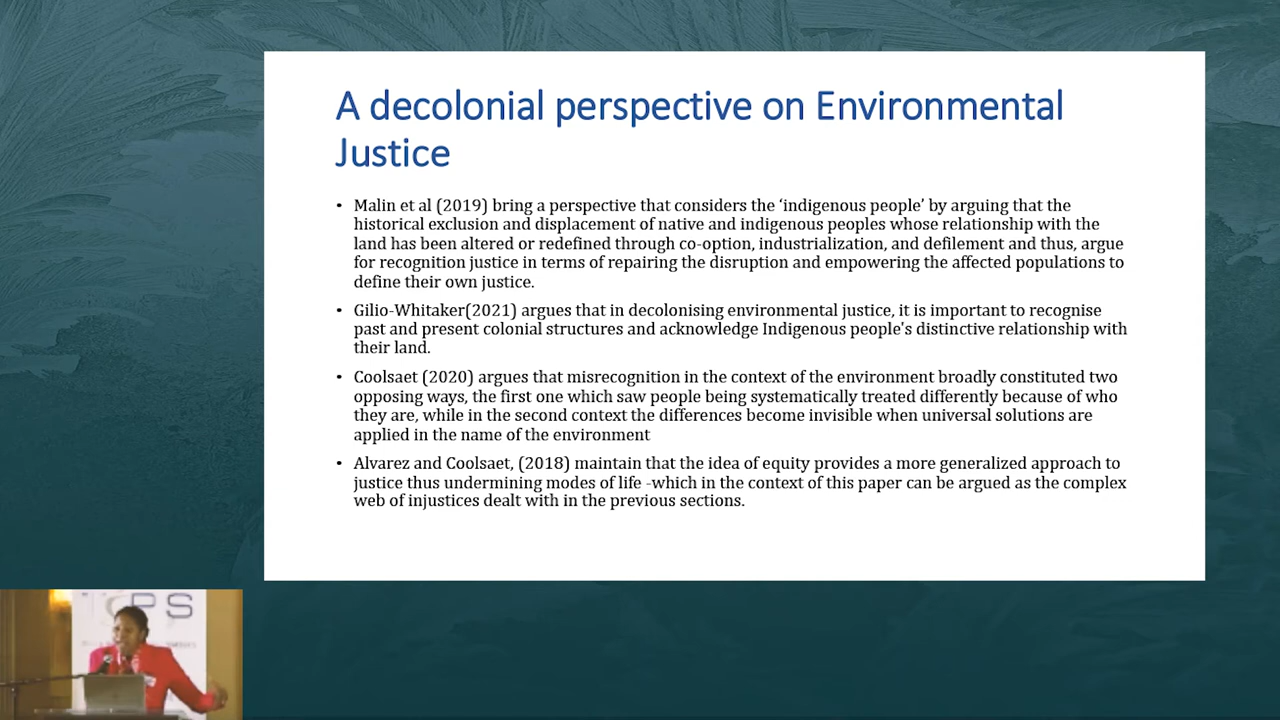 A decolonial perspective on Environmental
Justice
• Malin et al (2019) bring a perspective that considers the ‘indigenous people’ by arguing that the
historical exclusion and displacement of native and indigenous peoples whose relationship with the
land has been altered or redefined through co-option, industrialization, and defilement and thus, argue
for recognition justice in terms of repairing the disruption and empowering the affected populations to
define their own justice.
• Gilio-Whitaker(2021) argues that in decolonising environmental justice, it is important to recognise
past and present colonial structures and acknowledge Indigenous people's distinctive relationship with
their land.
• Coolsaet (2020) argues that misrecognition in the context of the environment broadly constituted two
opposing ways, the first one which saw people being systematically treated differently because of who
they are, while in the second context the differences become invisible when universal solutions are
applied in the name of the environment
• Alvarez and Coolsaet, (2018) maintain that the idea of equity provides a more generalized approach to
justice thus undermining modes of life -which in the context of this paper can be argued as the complex
web of injustices dealt with in the previous sections.
PS